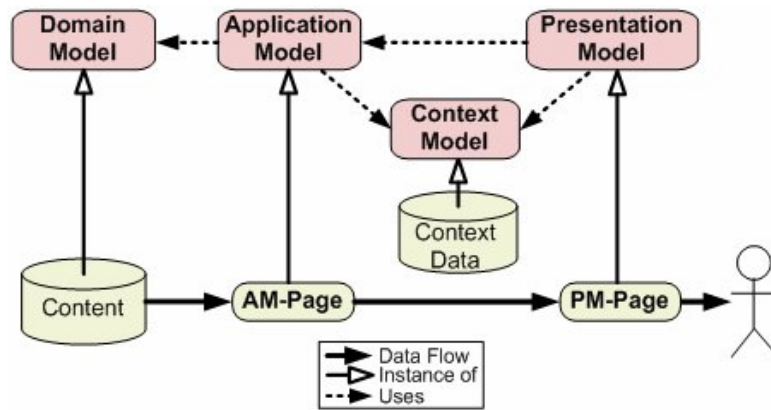 Domain
Model
Application
Model
Presentation
Model
Context
Model
Context
Data
Content
AM-Page
PM-Page
Data Flow
Instance of
Uses